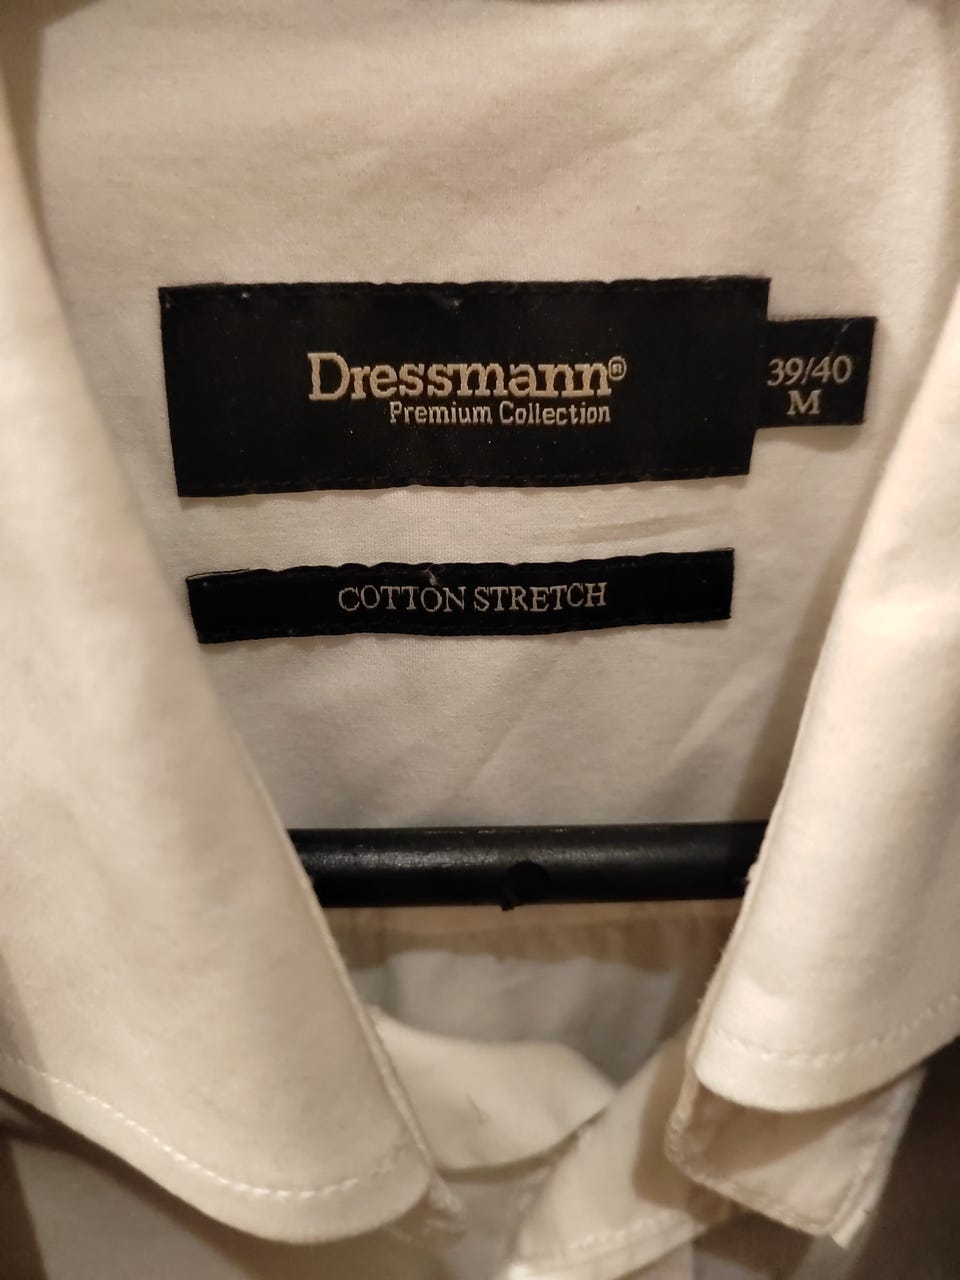 Dressmann®
Premium Collection
39/40
M
COTTON STRETCH